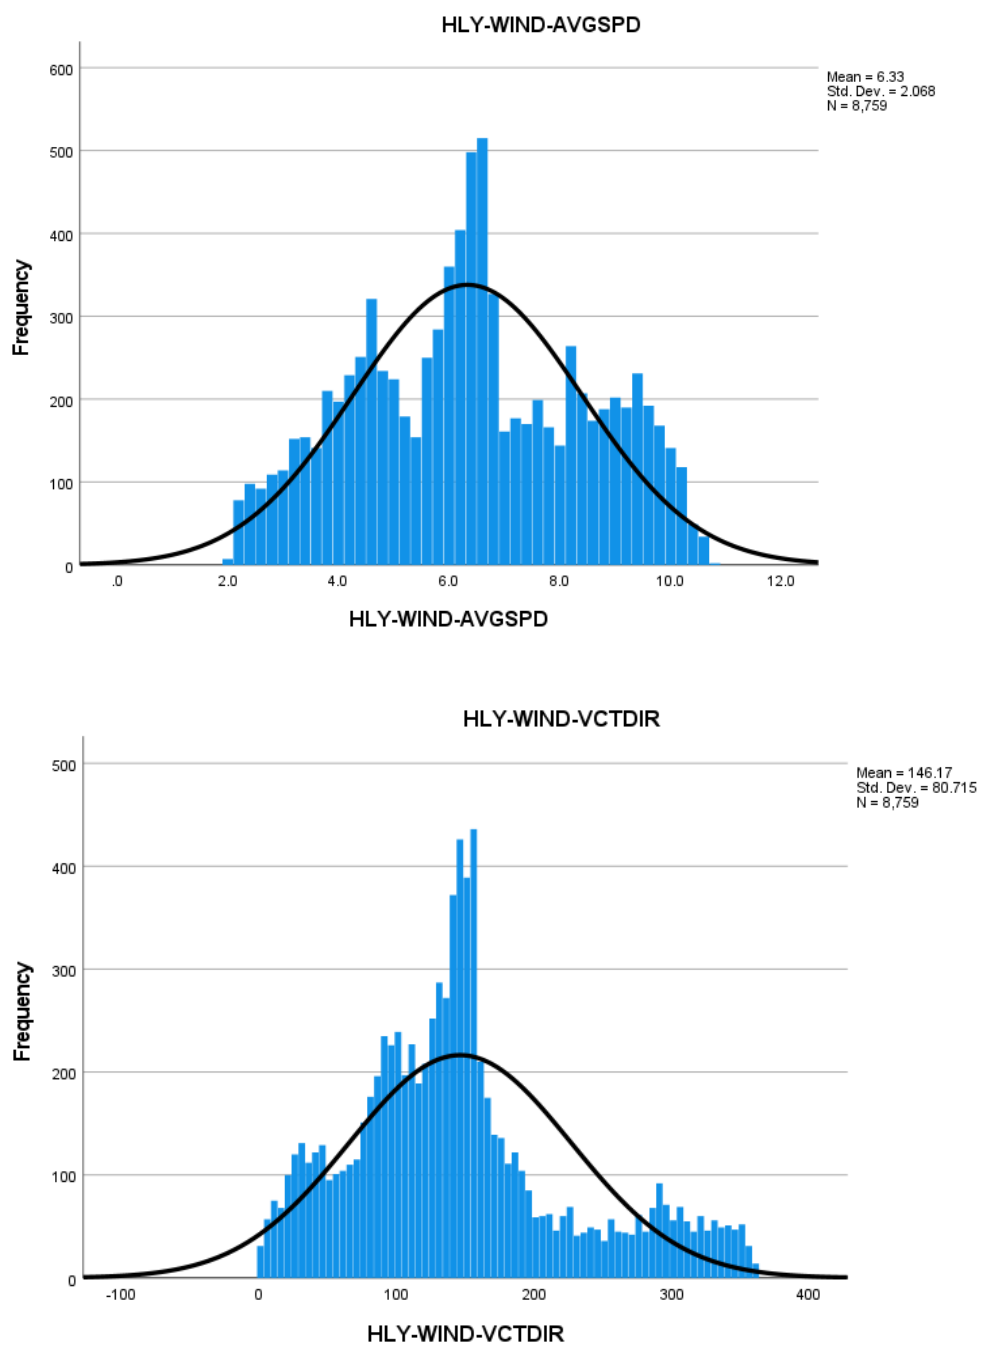 HLY-WIND-AVGSPD
Mean = 6.33
Std. Dev. = 2.068
N = 8,759
Frequency
600
500
400
300
200
100
0
.0 2.0 4.0 6.0 8.0 10.0 12.0
HLY-WIND-AVGSPD
HLY-WIND-VCTDIR
Mean = 146.17
Std. Dev. = 80.715
N = 8,759
Frequency
500
400
300
200
100
0
-100 0 100 200 300 400
HLY-WIND-VCTDIR